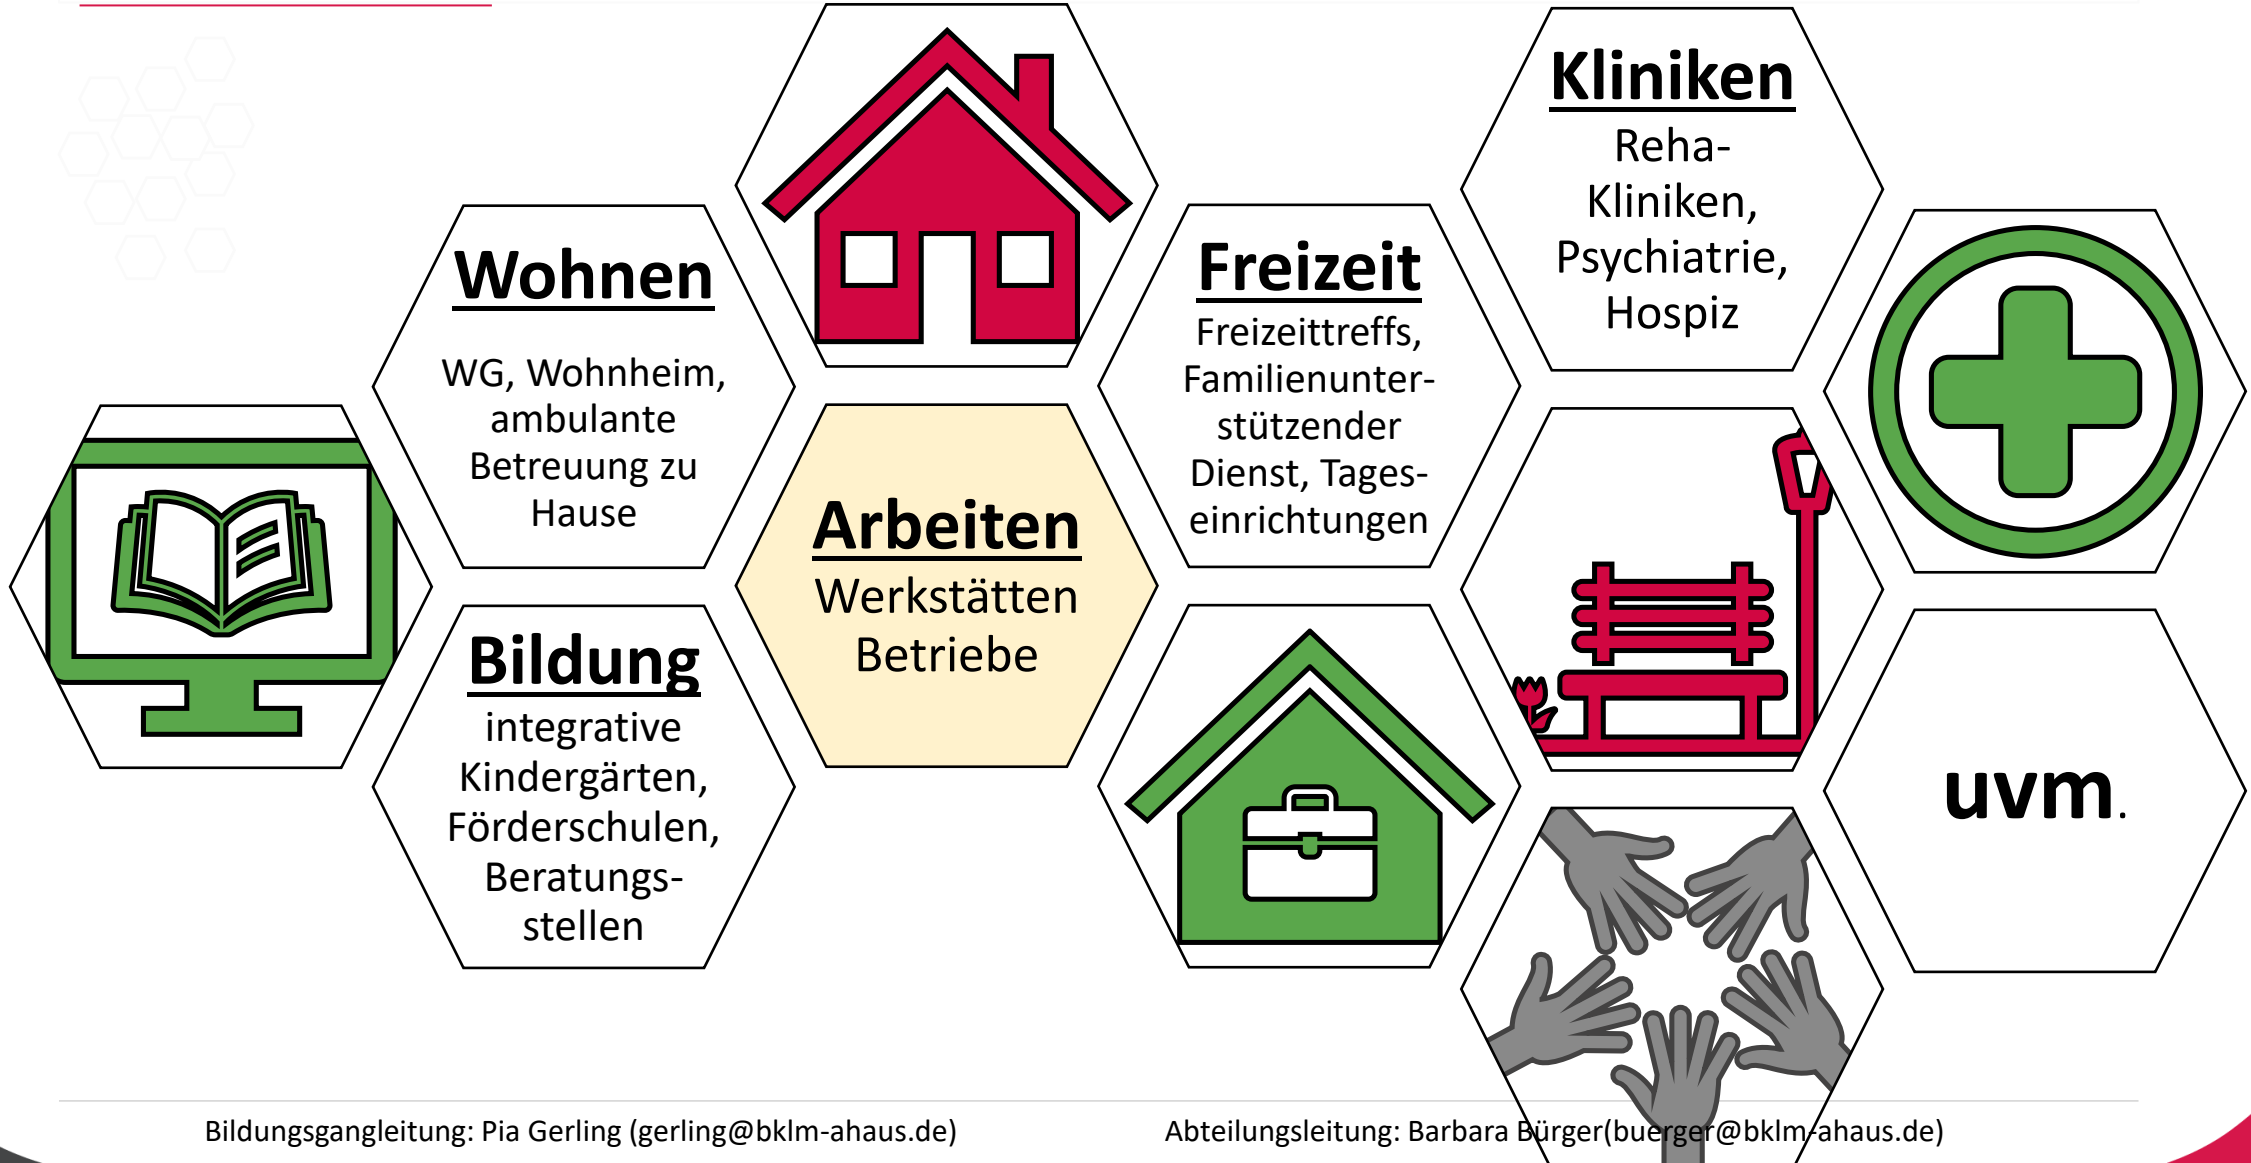 Wohnen
WG, Wohnheim,
ambulante
Betreuung zu
Hause
Bildung
integrative
Kindergärten,
Förderschulen,
Beratungs-
stellen
Arbeiten
Werkstätten
Betriebe
Freizeit
Freizeittreffs,
Familienunter-
stützender
Dienst, Tages-
einrichtungen
Kliniken
Reha-
Kliniken,
Psychiatrie,
Hospiz
uvm.
Bildungsgangleitung: Pia Gerling (gerling@bklm-ahaus.de)
Abteilungsleitung: Barbara Bürger(buerger@bklm-ahaus.de)